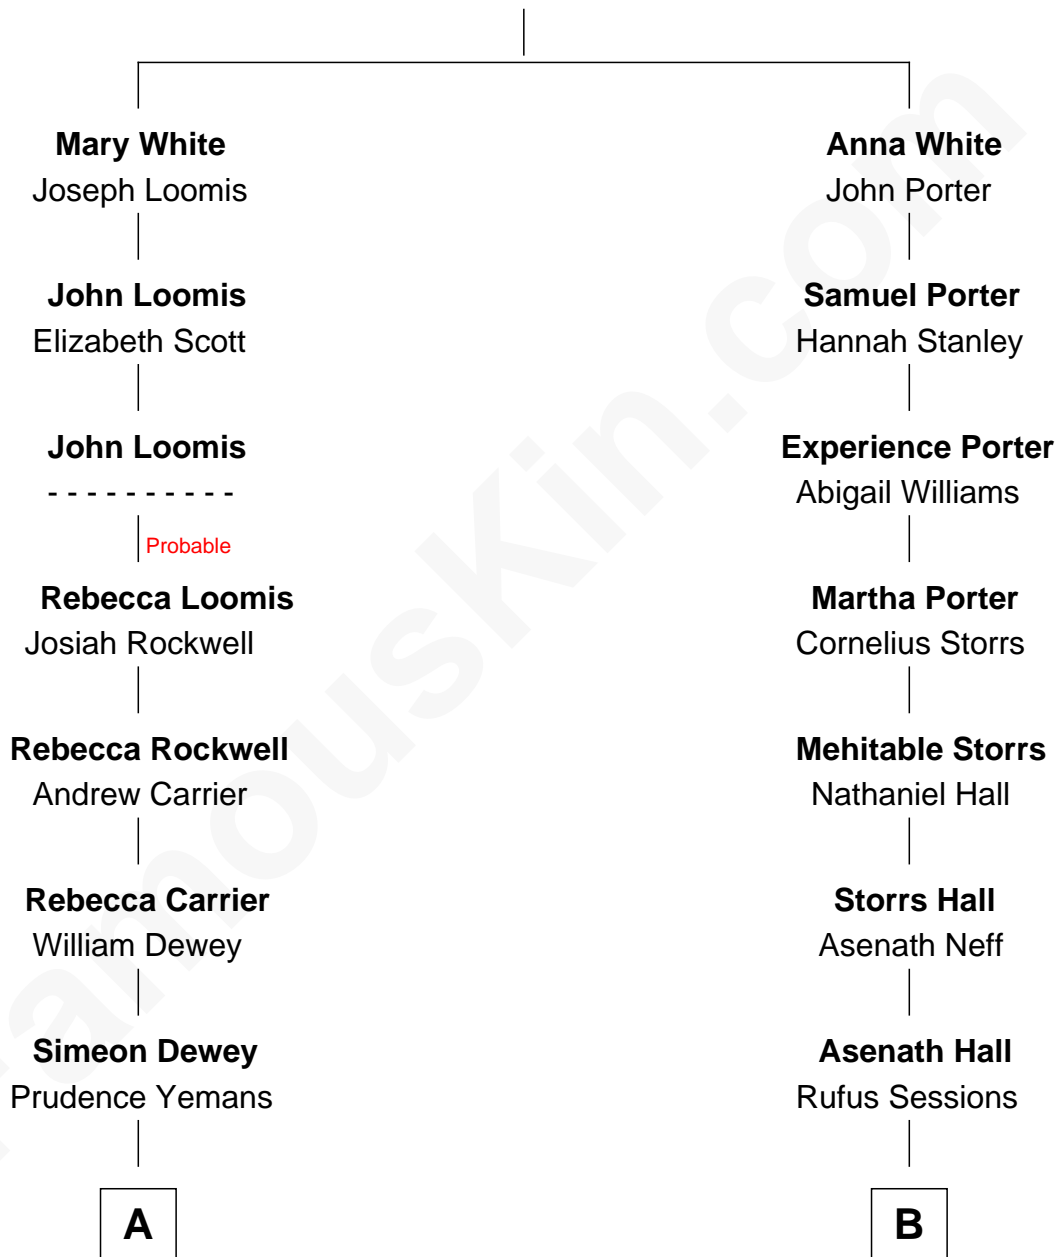 Mary White
Joseph Loomis
John Loomis
Elizabeth Scott
John Loomis
- - - - - - - - - -
Probable
Rebecca Loomis
Josiah Rockwell
Rebecca Rockwell
Andrew Carrier
Rebecca Carrier
William Dewey
Simeon Dewey
Prudence Yemans
A
Anna White
John Porter
Samuel Porter
Hannah Stanley
Experience Porter
Abigail Williams
Martha Porter
Cornelius Storrs
Mehitable Storrs
Nathaniel Hall
Storrs Hall
Asenath Neff
Asenath Hall
Rufus Sessions
B
FamousKin.com